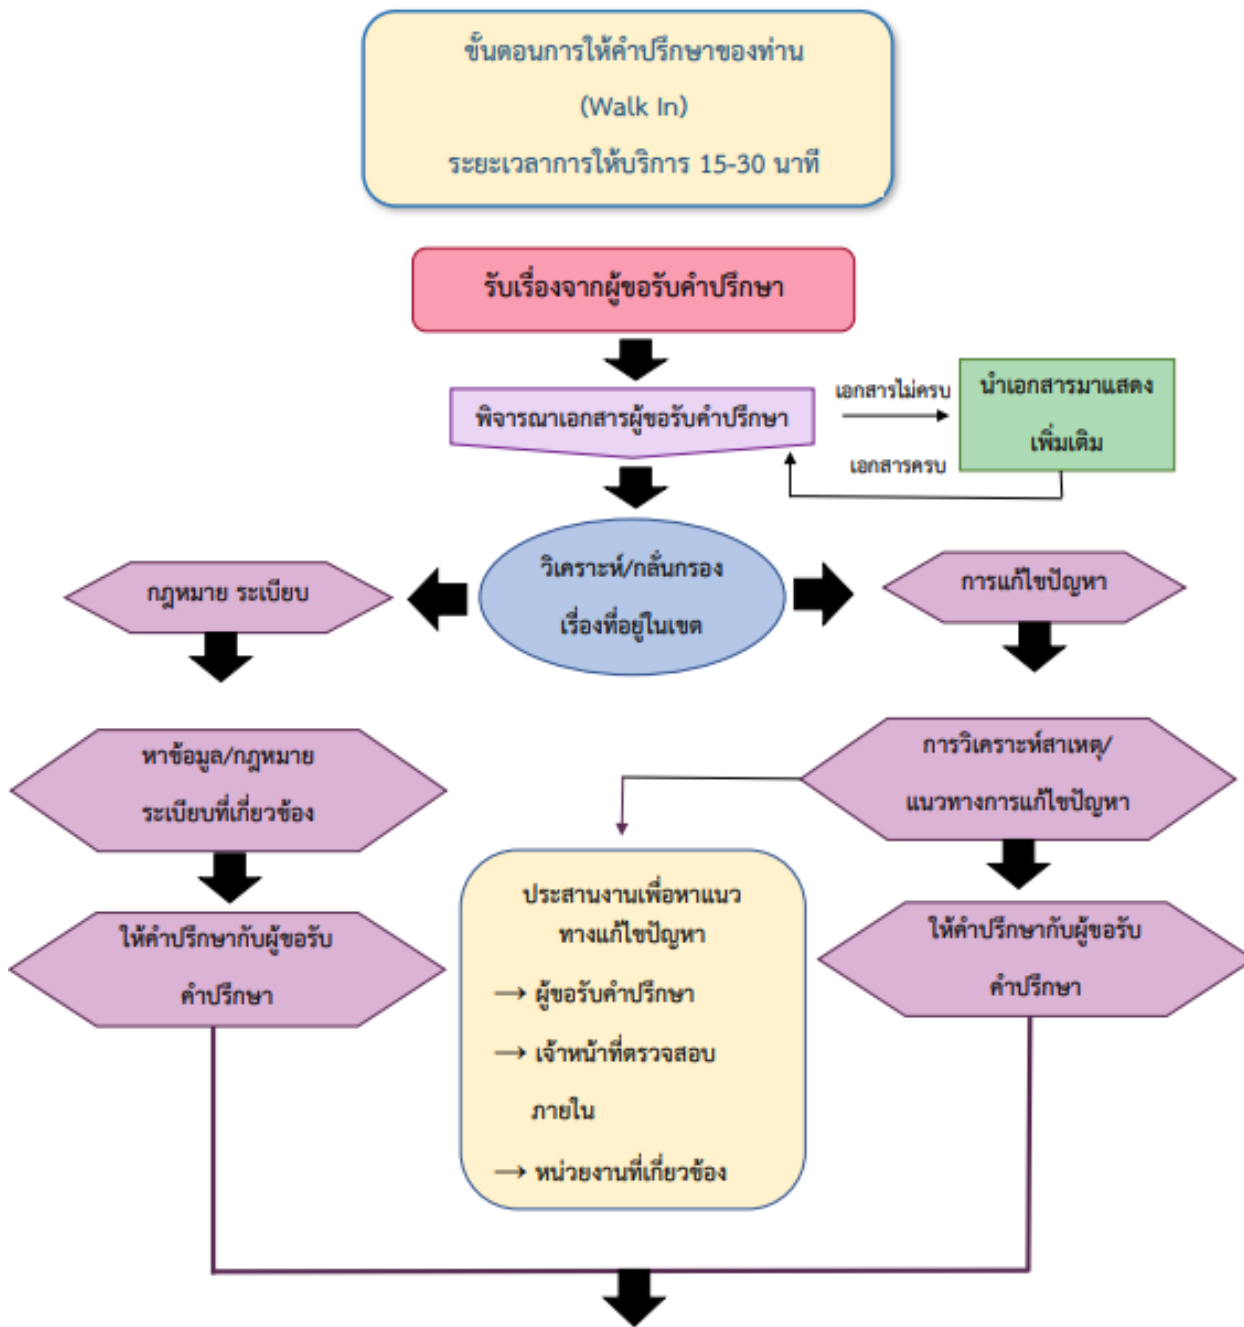 ขั้นตอนการให้คำปรึกษาของท่าน
(Walk In)
ระยะเวลาการให้บริการ 15-30 นาที
รับเรื่องจากผู้ขอรับคำปรึกษา
พิจารณาเอกสารผู้ขอรับคำปรึกษา
เอกสารไม่ครบ
นำเอกสารมาแสดง
เพิ่มเติม
เอกสารครบ
วิเคราะห์/กลั่นกรอง
เรื่องที่อยู่ในเขต
กฎหมาย ระเบียบ
การแก้ไขปัญหา
หาข้อมูล/กฎหมาย
ระเบียบที่เกี่ยวข้อง
การวิเคราะห์สาเหตุ/
แนวทางการแก้ไขปัญหา
ให้คำปรึกษากับผู้ขอรับ
คำปรึกษา
ประสานงานเพื่อหาแนว
ทางแก้ไขปัญหา
→ ผู้ขอรับคำปรึกษา
→ เจ้าหน้าที่ตรวจสอบ
ภายใน
→ หน่วยงานที่เกี่ยวข้อง
ให้คำปรึกษากับผู้ขอรับ
คำปรึกษา